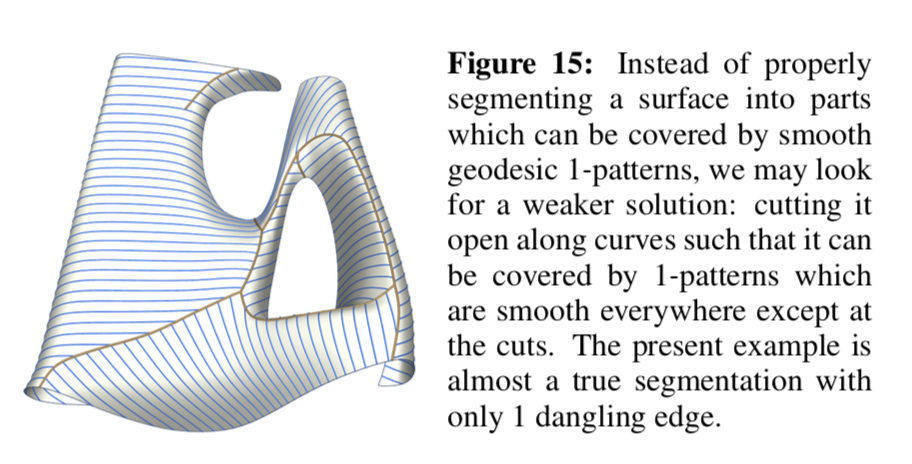 Figure 15: Instead of properly
segmenting a surface into parts
which can be covered by smooth
geodesic 1-patterns, we may look
for a weaker solution: cutting it
open along curves such that it can
be covered by 1-patterns which
are smooth everywhere except at
the cuts. The present example is
almost a true segmentation with
only 1 dangling edge.